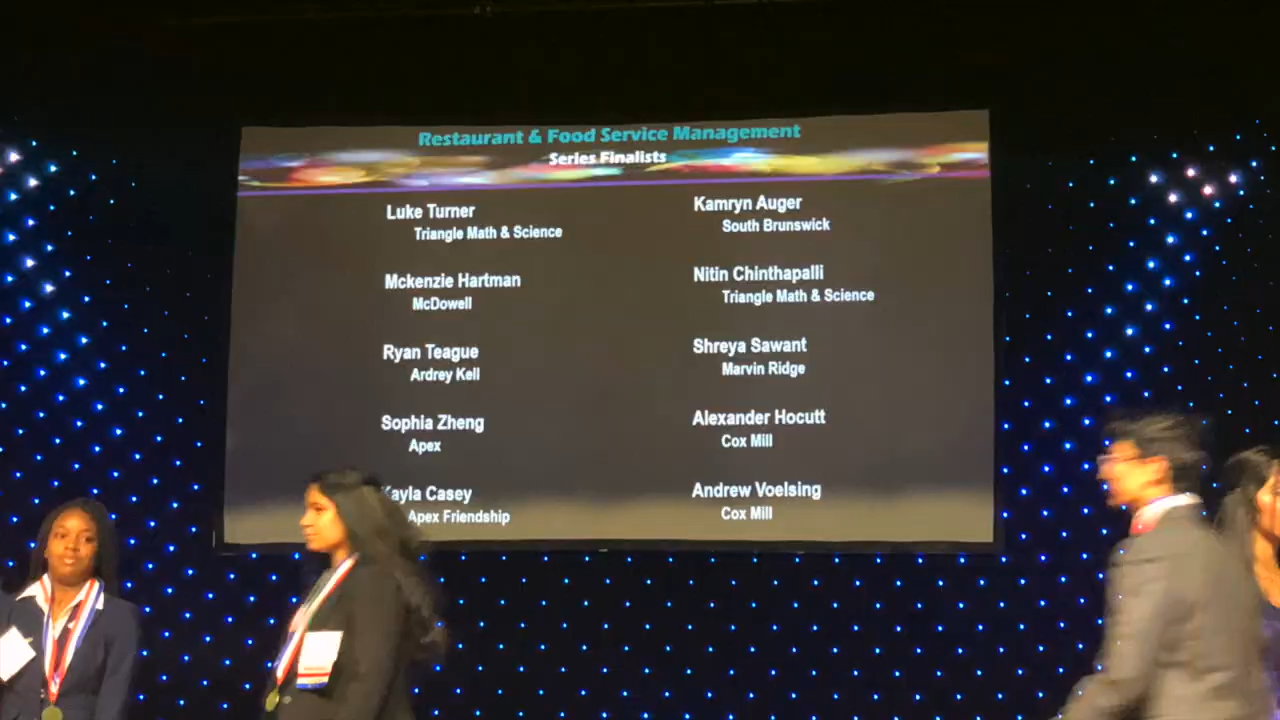 Restaurant & Food Service Management
Series Finalists
Luke Turner
Triangle Math & Science
Mckenzie Hartman
McDowell
Ryan Teague
Ardrey Kell
Sophia Zheng
Apex
Kayla Casey
Apex Friendship
Kamryn Auger
South Brunswick
Nitin Chinthapalli
Triangle Math & Science
Shreya Sawant
Marvin Ridge
Alexander Hocutt
Cox Mill
Andrew Voelsing
Cox Mill